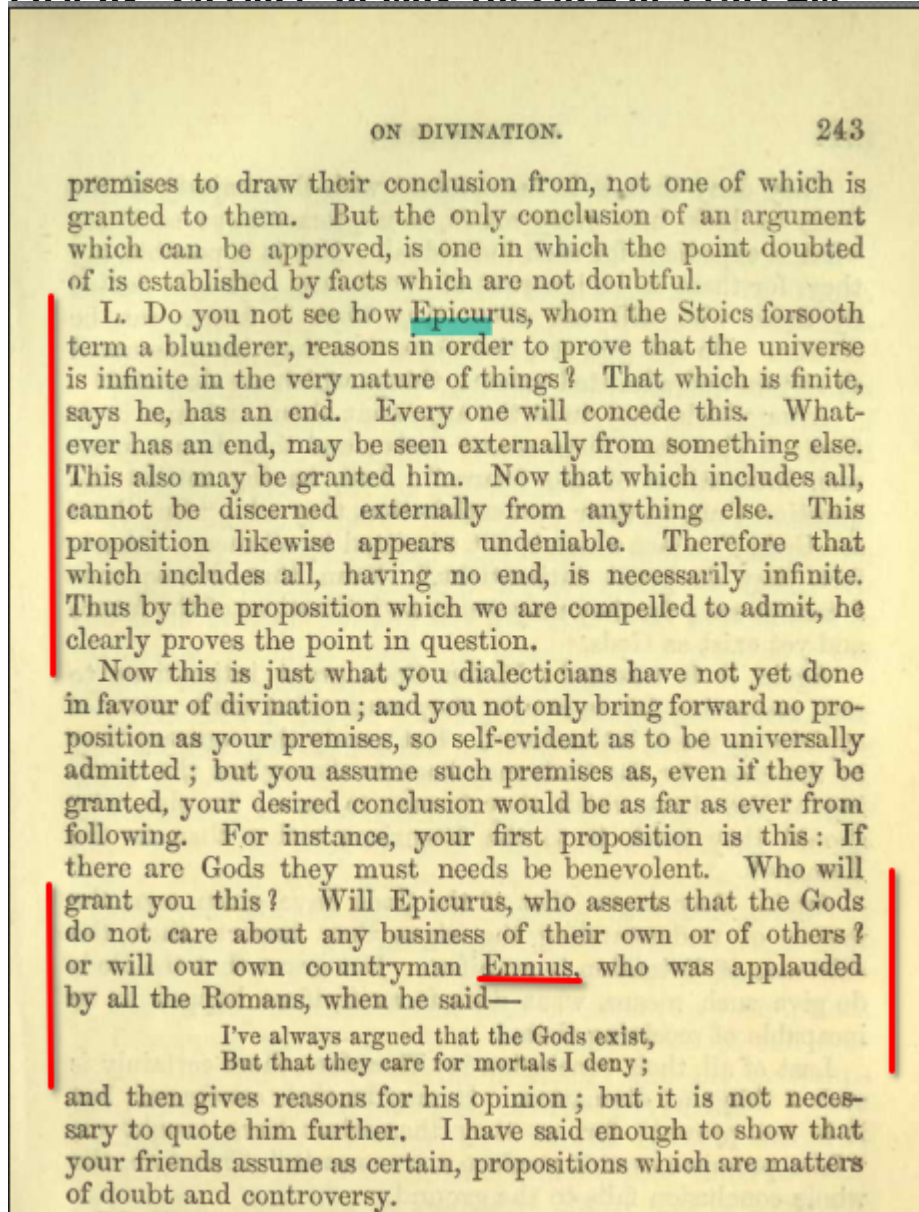 ON DIVINATION. 243
premises to draw their conclusion from, not one of which is
granted to them. But the only conclusion of an argument
which can be approved, is one in which the point doubted
of is established by facts which are not doubtful.
L. Do you not see how Epicurus, whom the Stoics forsooth
term a blunderer, reasons in order to prove that the universe
is infinite in the very nature of things? That which is finite,
says he, has an end. Every one will concede this. What-
ever has an end, may be seen externally from something else.
This also may be granted him. Now that which includes all,
cannot be discerned externally from anything else. This
proposition likewise appears undeniable. Therefore that
which includes all, having no end, is necessarily infinite.
Thus by the proposition which we are compelled to admit, he
clearly proves the point in question.
Now this is just what you dialecticians have not yet done
in favour of divination; and you not only bring forward no pro-
position as your premises, so self-evident as to be universally
admitted; but you assume such premises as, even if they be
granted, your desired conclusion would be as far as ever from
following. For instance, your first proposition is this: If
there are Gods they must needs be benevolent. Who will
grant you this? Will Epicurus, who asserts that the Gods
do not care about any business of their own or of others?
or will our own countryman Ennius, who was applauded
by all the Romans, when he said—
I've always argued that the Gods exist,
But that they care for mortals I deny;
and then gives reasons for his opinion; but it is not neces-
sary to quote him further. I have said enough to show that
your friends assume as certain, propositions which are matters
of doubt and controversy.